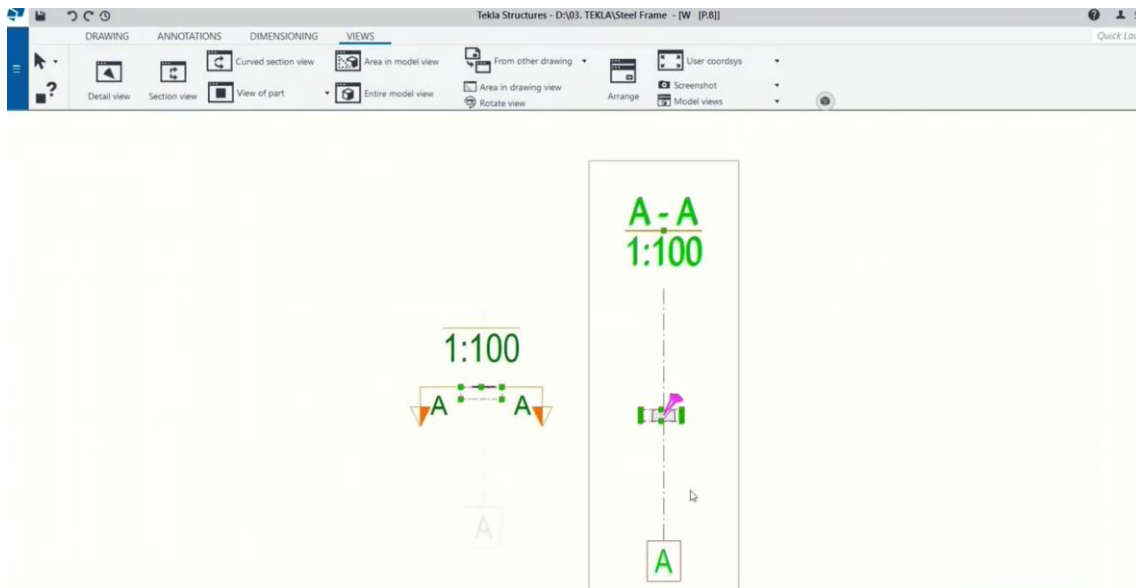 Tekla Structures - D:\03. TEKLA\Steel Frame - [W [P.8]]
DRAWING ANNOTATIONS DIMENSIONING VIEWS
Quick Lau
Curved section view Area in model view From other drawing User coordsys
Detail view Section view View of part Entire model view Area in drawing view Arrange Screenshot
Rotate view Model views
A - A
1:100
1:100
A A
A
A